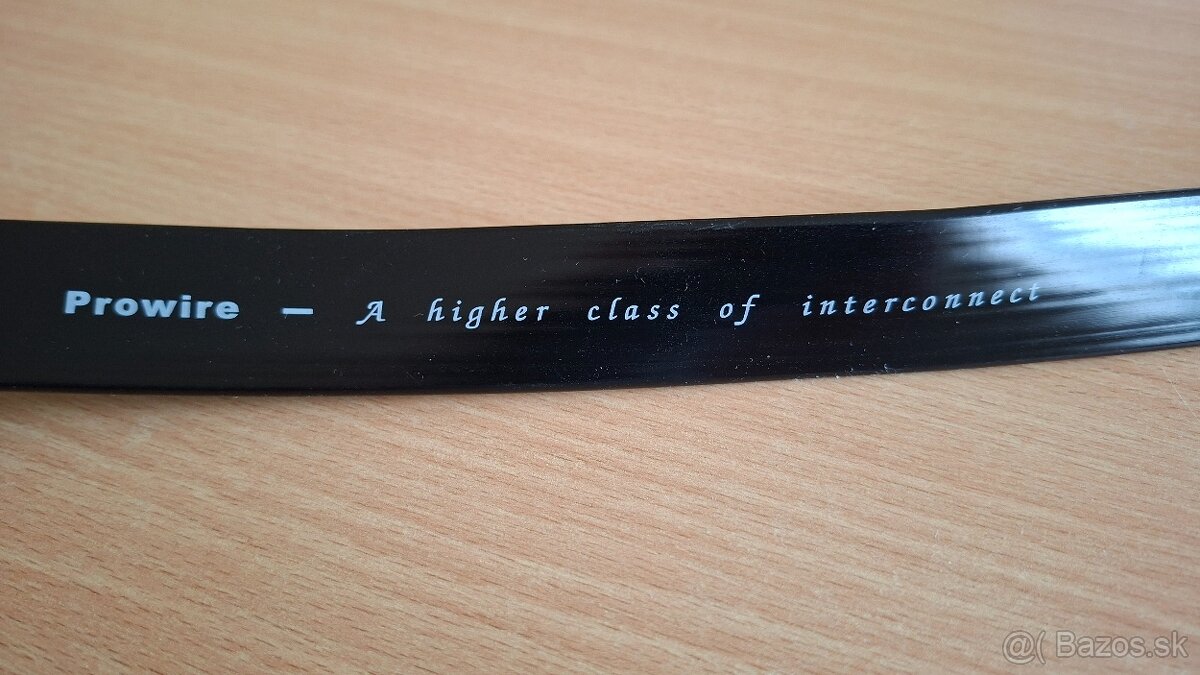 Prowire – A higher class of interconnect
@( Bazos.sk